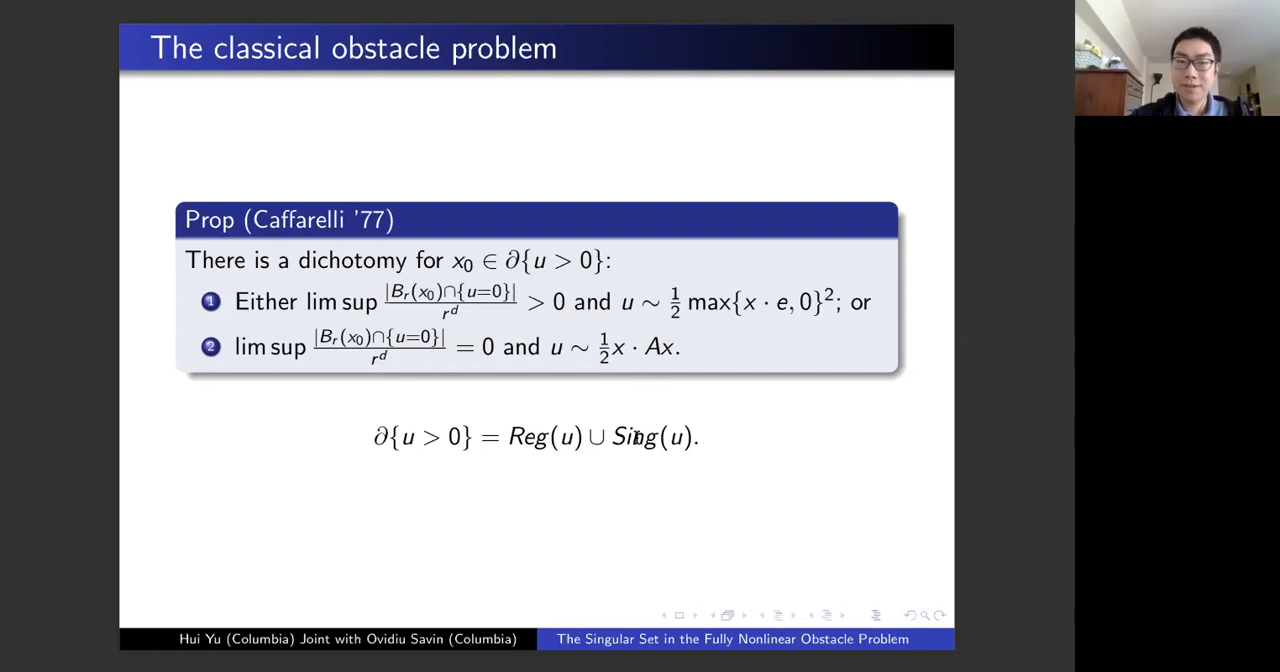 The classical obstacle problem
Prop (Caffarelli '77)
There is a dichotomy for x₀ ∈ ∂{u > 0}:
1 Either lim sup |B_r(x₀)∩{u=0}| / r^d > 0 and u ∼ ½ max{x · e, 0}²; or
2 lim sup |B_r(x₀)∩{u=0}| / r^d = 0 and u ∼ ½x · Ax.
∂{u > 0} = Reg(u) ∪ Sing(u).
Hui Yu (Columbia) Joint with Ovidiu Savin (Columbia)
The Singular Set in the Fully Nonlinear Obstacle Problem